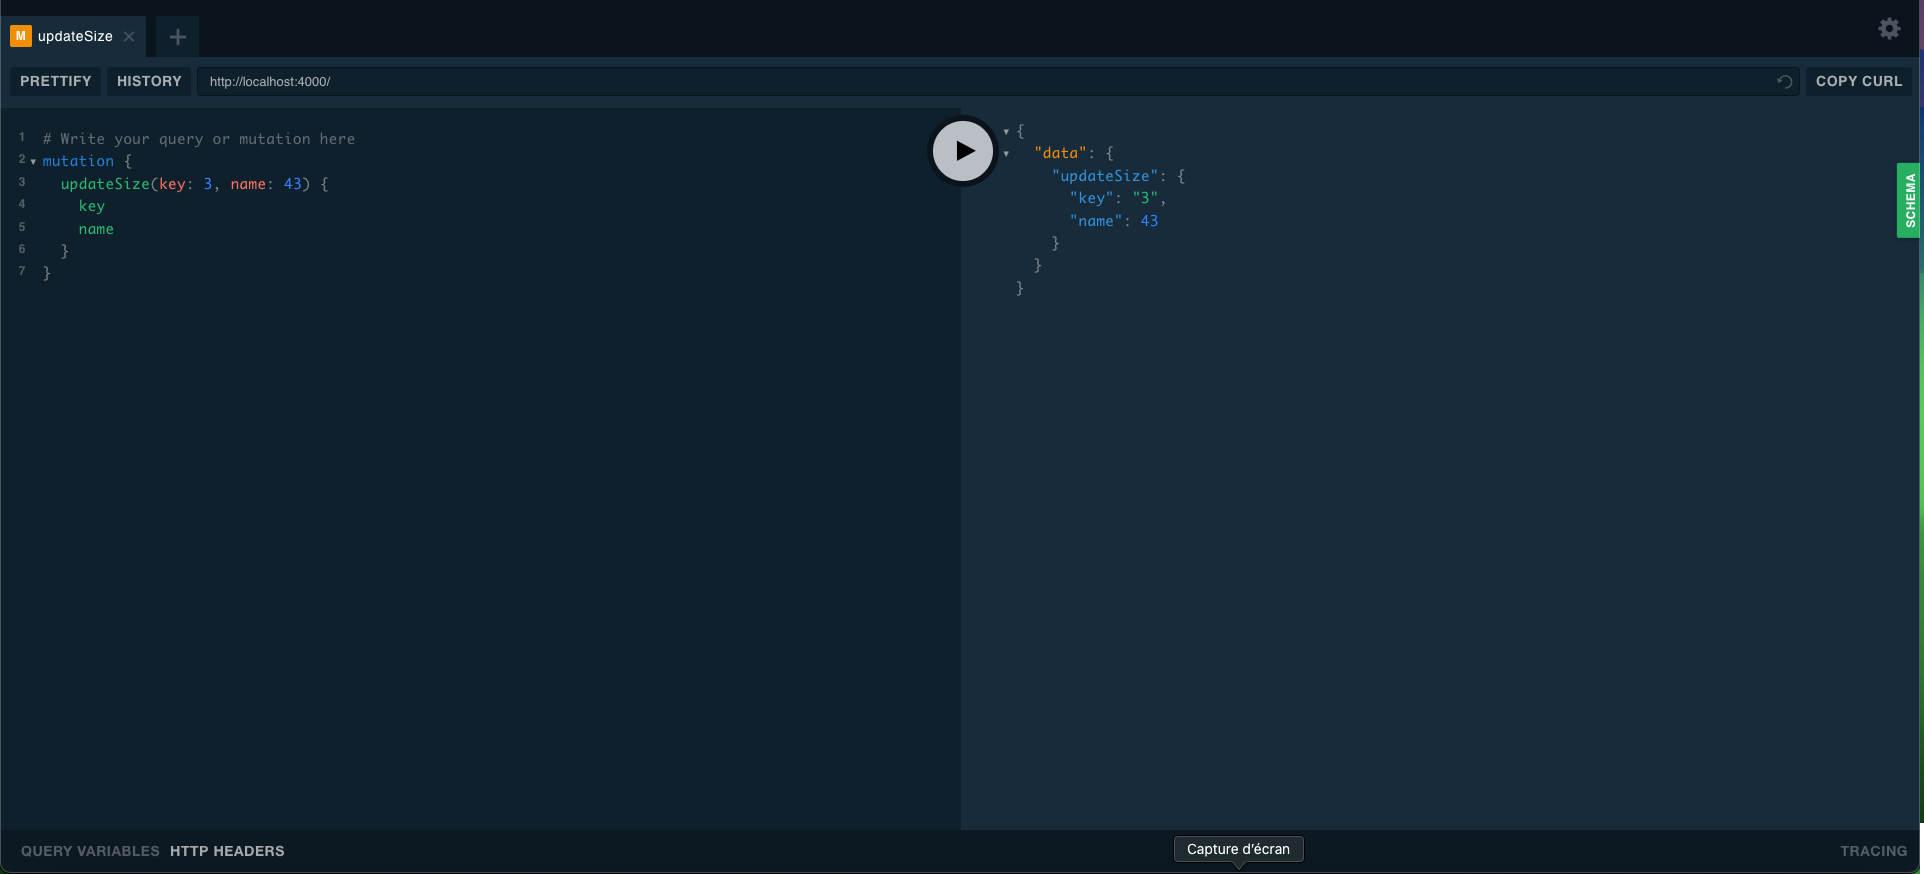 M updateSize
PRETTIFY HISTORY http://localhost:4000/ COPY CURL
1 # Write your query or mutation here
2 mutation {
3 updateSize(key: 3, name: 43) {
4 key
5 name
6 }
7 }
{
"data": {
"updateSize": {
"key": "3",
"name": 43
}
}
}
SCHEMA
QUERY VARIABLES HTTP HEADERS
Capture d’écran
TRACING